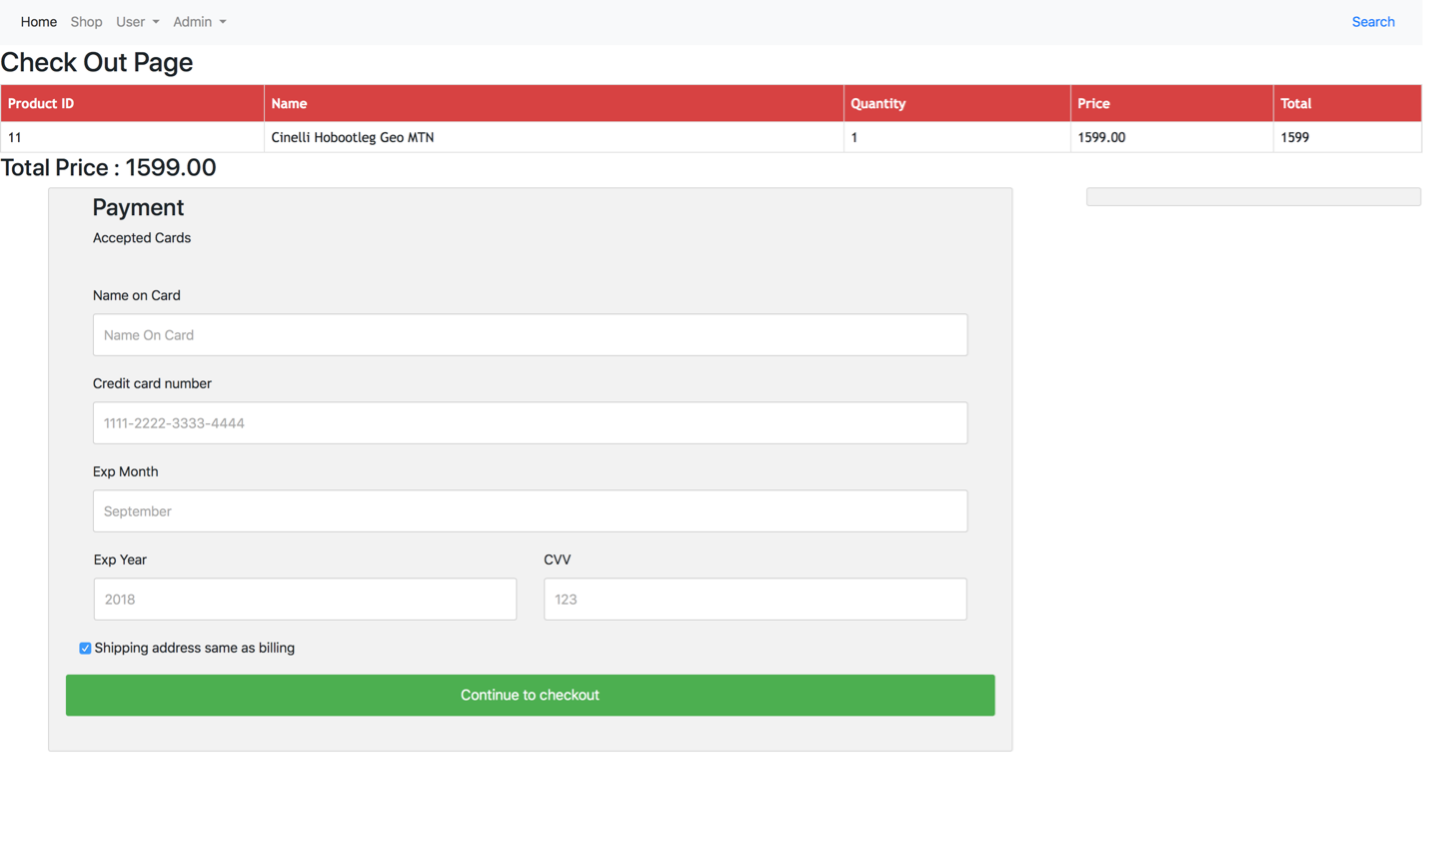 Home Shop User Admin Search
Check Out Page
Product ID Name Quantity Price Total
11 Cinelli Hobootleg Geo MTN 1 1599.00 1599
Total Price : 1599.00
Payment
Accepted Cards
Name on Card
Name On Card
Credit card number
1111-2222-3333-4444
Exp Month
September
Exp Year CVV
2018 123
Shipping address same as billing
Continue to checkout